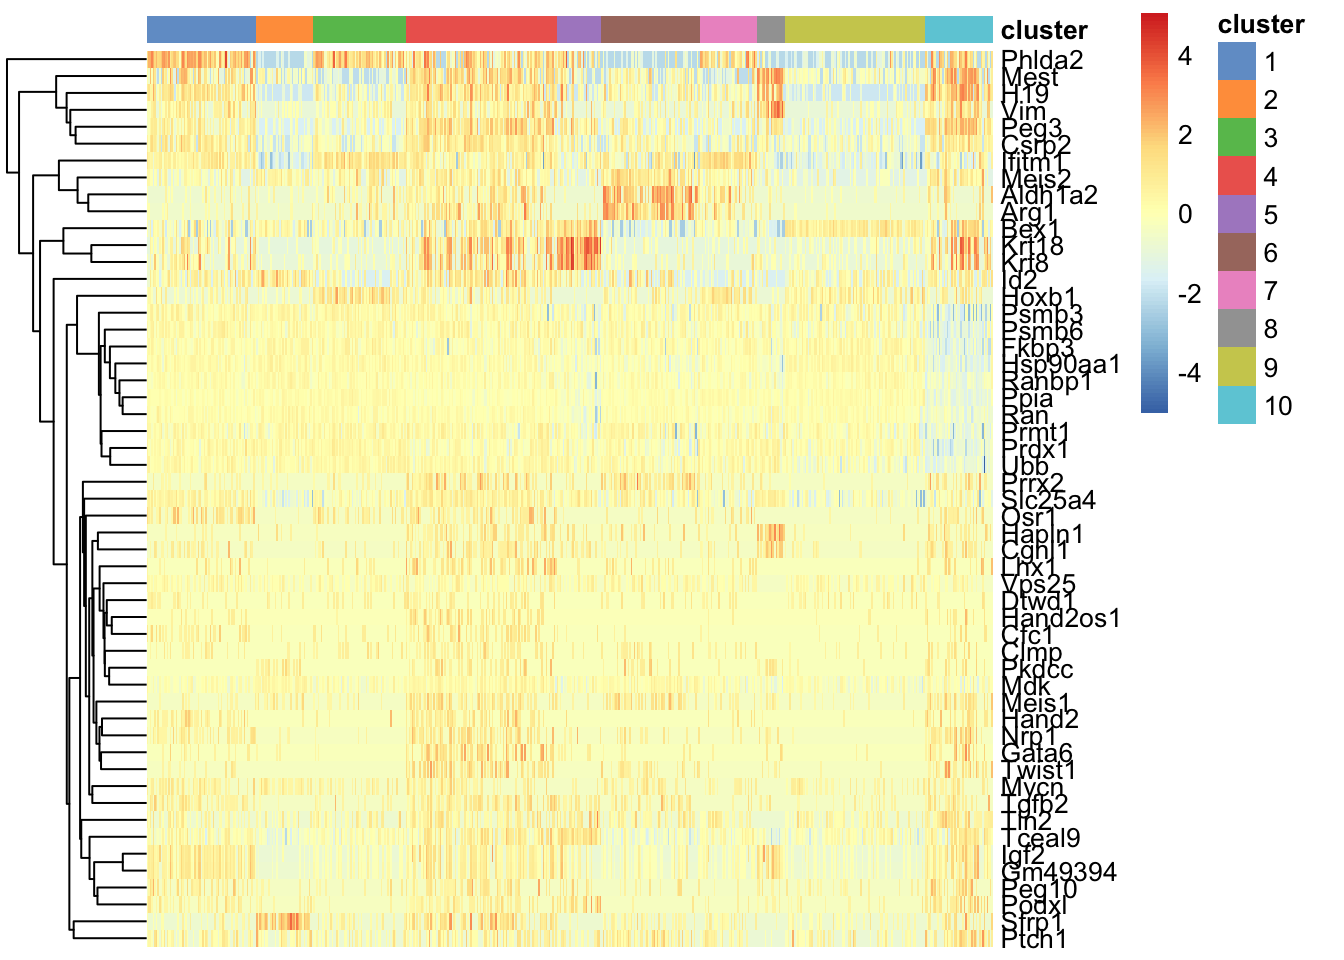 cluster
Phlda2
Mest
H19
Vim
Peg3
Csrp2
Ifitm1
Meis2
Aldh1a2
Arg1
Bex1
Krt18
Krt8
Id2
Hoxb1
Psmb3
Psmb6
Fkbp3
Hsp90aa1
Ranbp1
Ppia
Ran
Prmt1
Prdx1
Ubb
Prrx2
Slc25a4
Osr1
Hapln1
Lhx1
Vps25
Dtwd1
Hand2os1
Cfc1
Clmp
Pkdcc
Mdk
Meis1
Hand2
Nrp1
Gata6
Twist1
Mycn
Tgfb2
Tln2
Tceal9
Igf2
Gm49394
Peg10
Podxl
Sfrp1
Ptch1
4
2
0
-2
-4
cluster
1
2
3
4
5
6
7
8
9
10